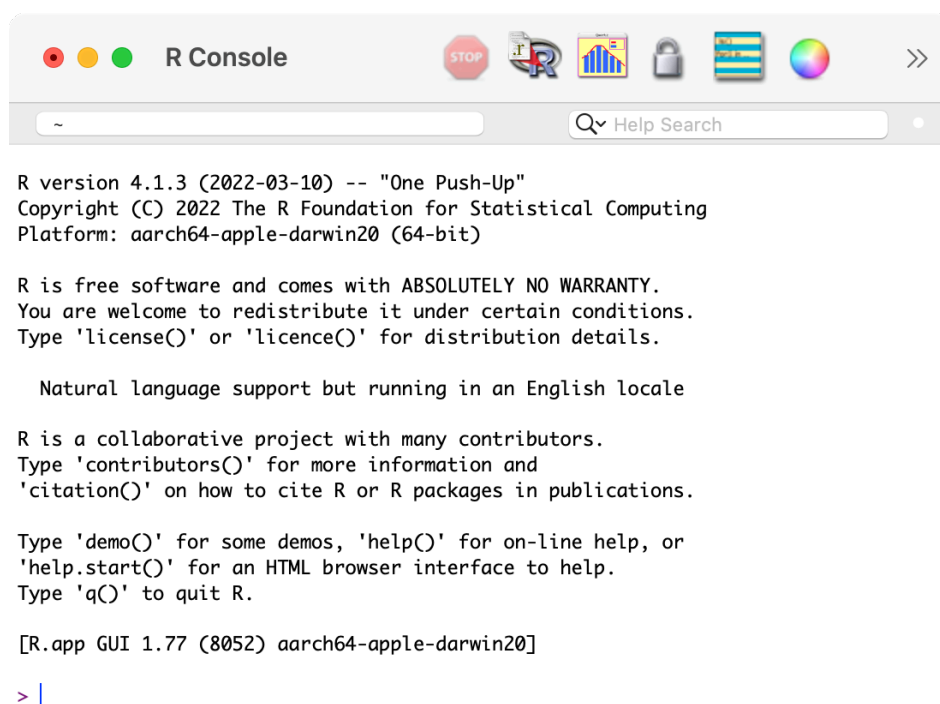 R Console
STOP
~
Help Search
R version 4.1.3 (2022-03-10) -- "One Push-Up"
Copyright (C) 2022 The R Foundation for Statistical Computing
Platform: aarch64-apple-darwin20 (64-bit)
R is free software and comes with ABSOLUTELY NO WARRANTY.
You are welcome to redistribute it under certain conditions.
Type 'license()' or 'licence()' for distribution details.
Natural language support but running in an English locale
R is a collaborative project with many contributors.
Type 'contributors()' for more information and
'citation()' on how to cite R or R packages in publications.
Type 'demo()' for some demos, 'help()' for on-line help, or
'help.start()' for an HTML browser interface to help.
Type 'q()' to quit R.
[R.app GUI 1.77 (8052) aarch64-apple-darwin20]
>